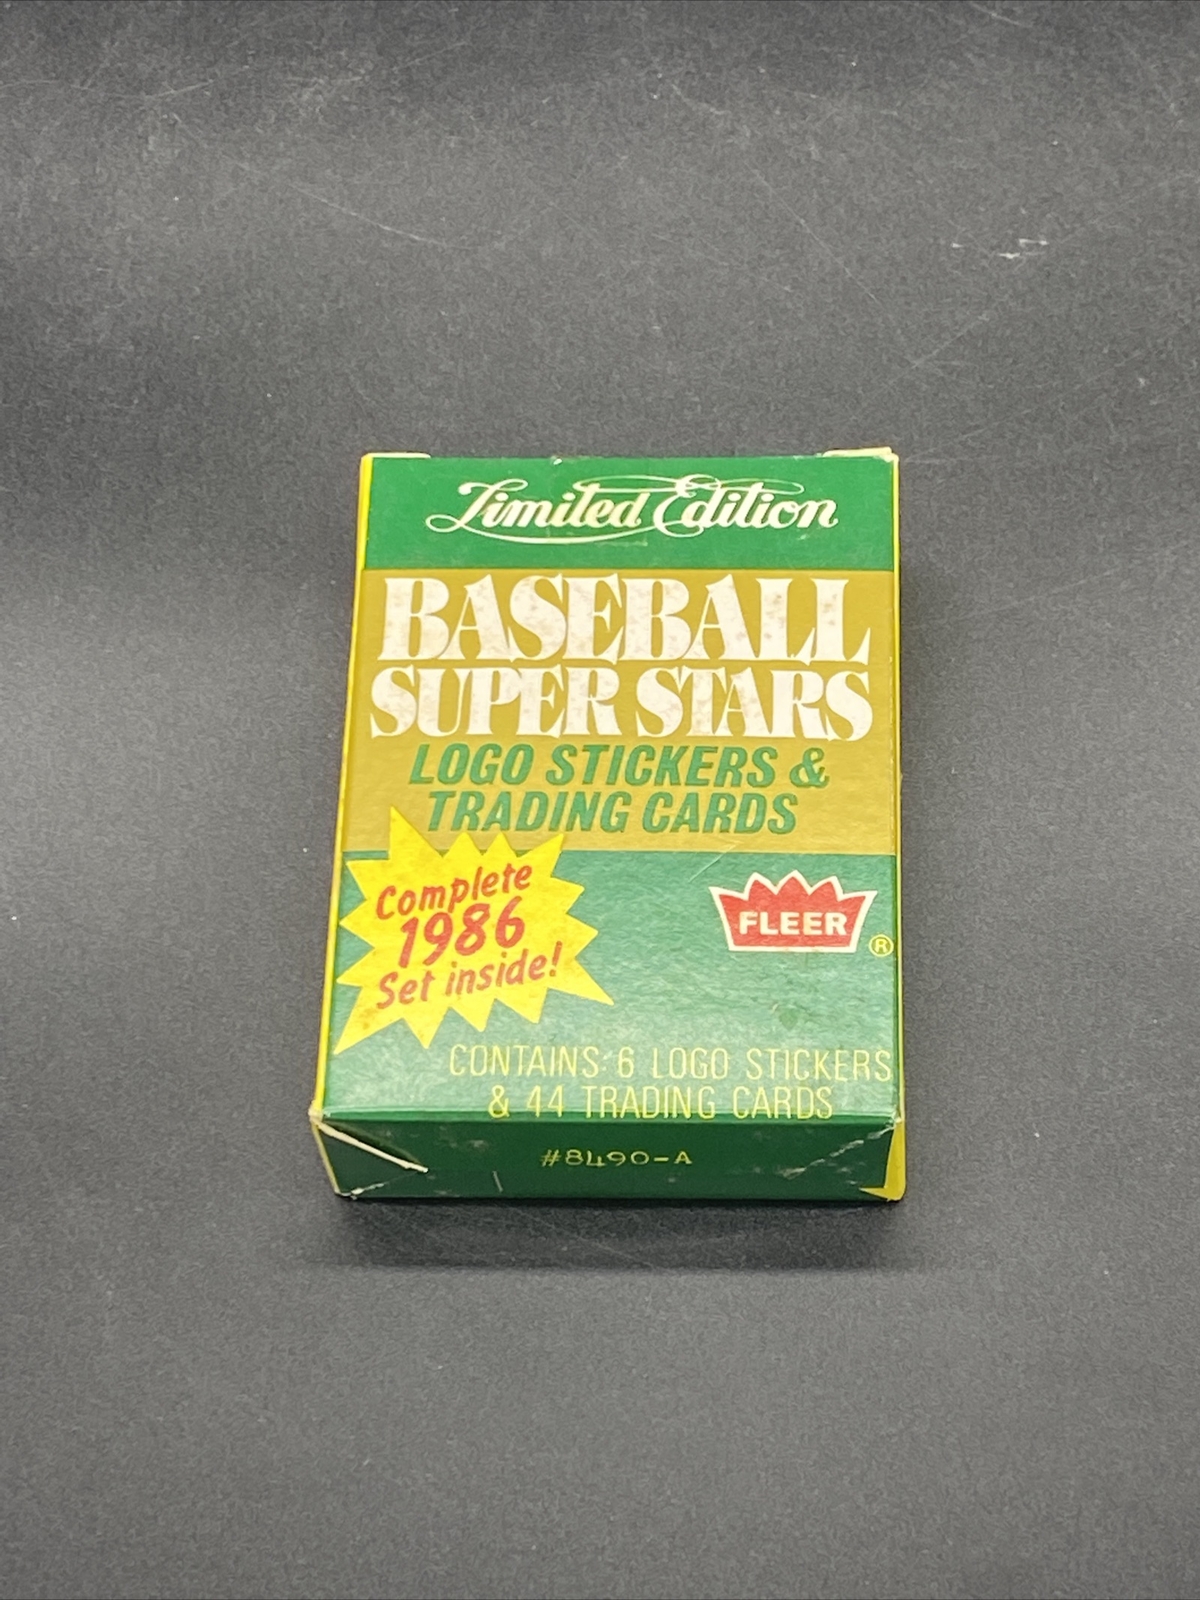 Limited Edition
BASEBALL
SUPER STARS
LOGO STICKERS &
TRADING CARDS
Complete
1986
Set inside!
FLEER®
CONTAINS: 6 LOGO STICKERS
& 44 TRADING CARDS
#8490-A